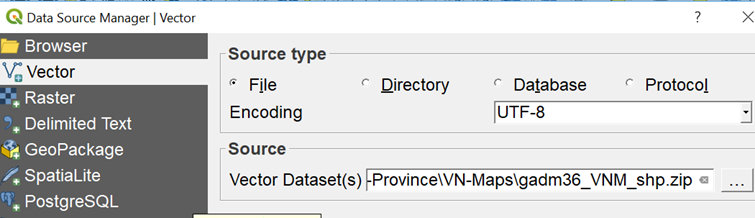 Data Source Manager | Vector
? ×
Browser
Vector
Raster
Delimited Text
GeoPackage
SpatiaLite
PostgreSQL
Source type
File Directory Database Protocol
Encoding UTF-8
Source
Vector Dataset(s) -Province\VN-Maps\gadm36_VNM_shp.zip ...